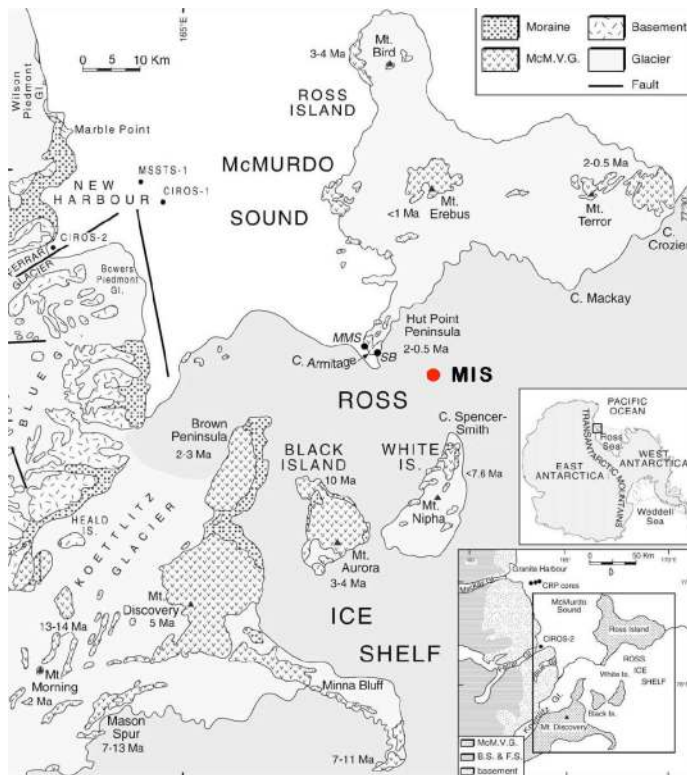 Moraine
Basement
McM.V.G.
Glacier
Fault
165°E
0 5 10 Km
Wilson
Piedmont
Gl.
Marble Point
3-4 Ma
Mt.
Bird
ROSS
ISLAND
McMURDO
SOUND
MSSTS-1
NEW
HARBOUR
CIROS-1
CIROS-2
FERRAR
GLACIER
Bowers
Piedmont
Gl.
<1 Ma
Mt.
Erebus
2-0.5 Ma
Mt.
Terror
C.
Crozier
C. Mackay
Hut Point
Peninsula
2-0.5 Ma
MMS
SB
C. Armitage
MIS
ROSS
BLUE GL.
Brown
Peninsula
2-3 Ma
BLACK
ISLAND
10 Ma
WHITE
IS.
C. Spencer-
Smith
<7.6 Ma
Mt.
Nipha
Mt.
Aurora
3-4 Ma
HEALD
IS.
KOETTLITZ
GLACIER
Mt.
Discovery
5 Ma
ICE
SHELF
13-14 Ma
Mt.
Morning
<2 Ma
Mason
Spur
7-13 Ma
Minna Bluff
7-11 Ma
PACIFIC
OCEAN
Ross
Sea
TRANSANTARCTIC MOUNTAINS
EAST
ANTARCTICA
WEST
ANTARCTICA
Weddell
Sea
0 50 Km
Granite Harbour
CRP cores
McMurdo
Sound
Ross Island
CIROS-2
ROSS
ICE
SHELF
White Is.
Black Is.
Mt. Discovery
McM.V.G.
B.S. & F.S.
basement